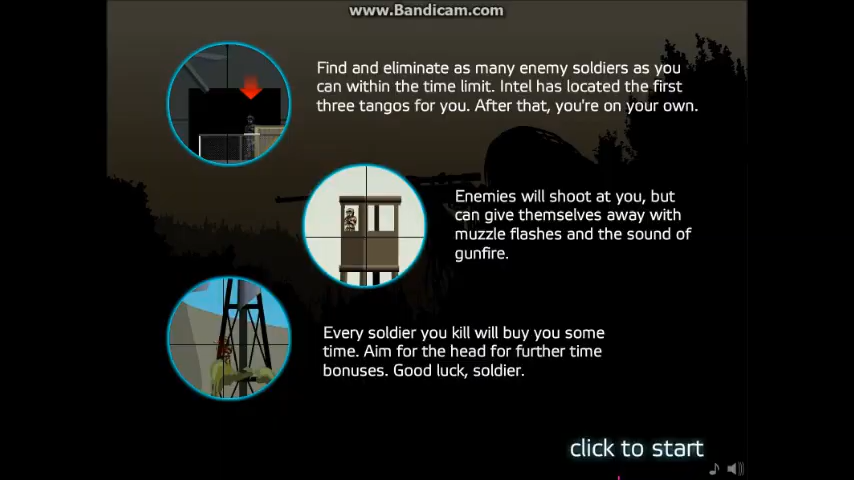 www.Bandicam.com
Find and eliminate as many enemy soldiers as you
can within the time limit. Intel has located the first
three tangos for you. After that, you're on your own.
Enemies will shoot at you, but
can give themselves away with
muzzle flashes and the sound of
gunfire.
Every soldier you kill will buy you some
time. Aim for the head for further time
bonuses. Good luck, soldier.
click to start